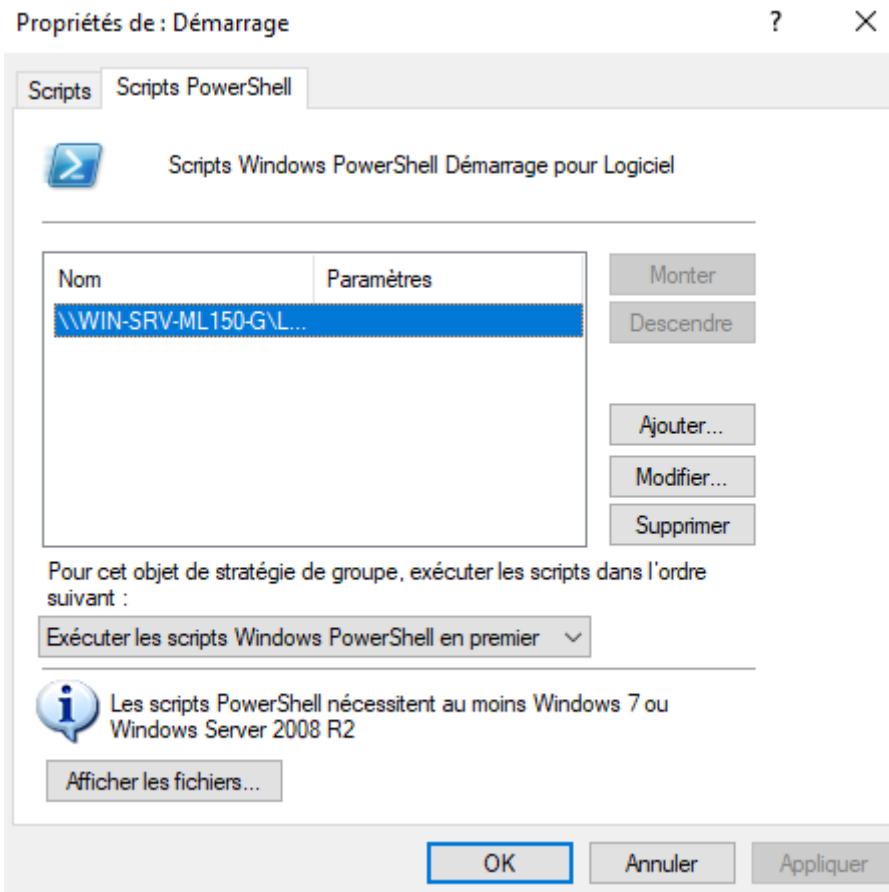 Propriétés de : Démarrage
?
Scripts
Scripts PowerShell
Scripts Windows PowerShell Démarrage pour Logiciel
Nom
Paramètres
Monter
\\WIN-SRV-ML150-G\L...
Descendre
Ajouter...
Modifier...
Supprimer
Pour cet objet de stratégie de groupe, exécuter les scripts dans l'ordre
suivant :
Exécuter les scripts Windows PowerShell en premier
Les scripts PowerShell nécessitent au moins Windows 7 ou
Windows Server 2008 R2
Afficher les fichiers...
OK
Annuler
Appliquer